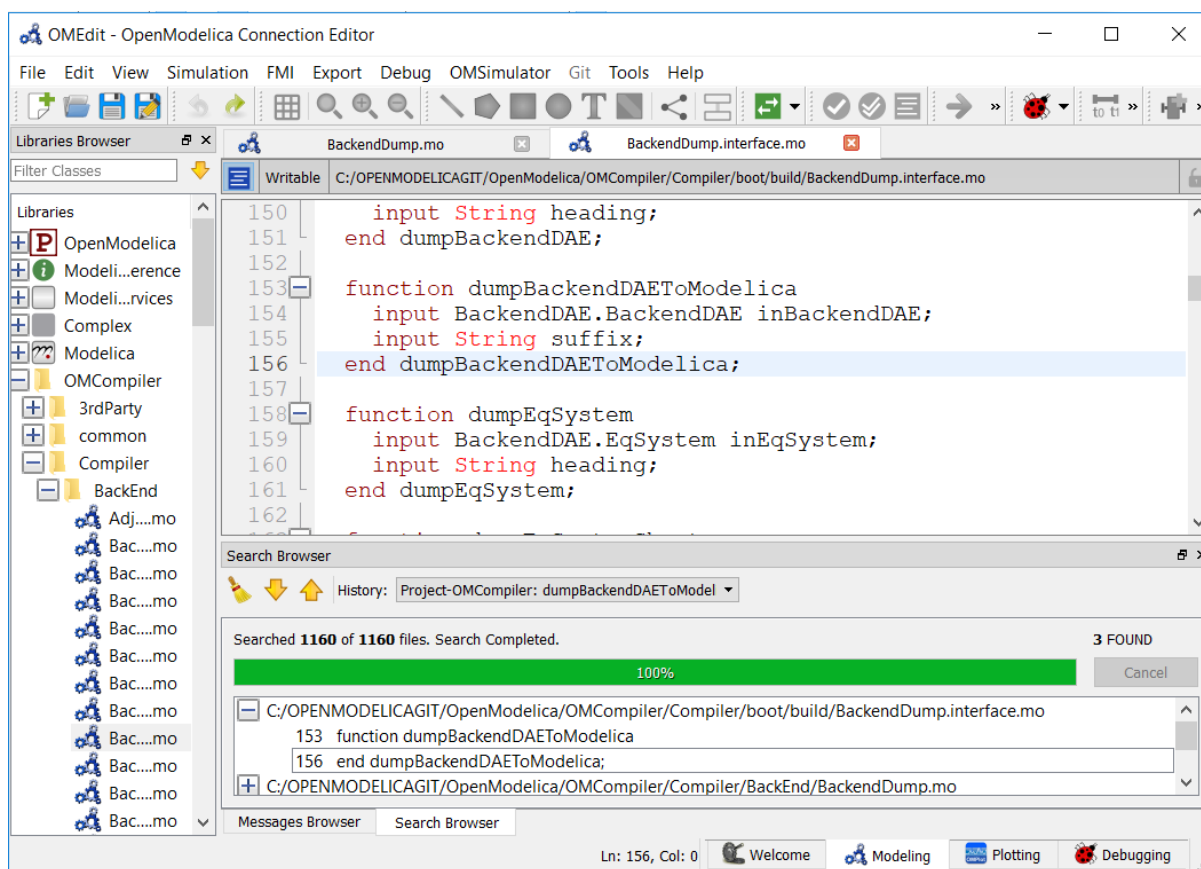 OMEdit - OpenModelica Connection Editor
File Edit View Simulation FMI Export Debug OMSimulator Git Tools Help
T to t1 » »
Libraries Browser
BackendDump.mo BackendDump.interface.mo
Filter Classes
Writable C:/OPENMODELICAGIT/OpenModelica/OMCompiler/Compiler/boot/build/BackendDump.interface.mo
Libraries
P OpenModelica
i Modeli...erence
Modeli...rvices
Complex
m Modelica
OMCompiler
3rdParty
common
Compiler
BackEnd
Adj....mo
Bac....mo
Bac....mo
Bac....mo
Bac....mo
Bac....mo
Bac....mo
Bac....mo
Bac....mo
Bac....mo
Bac....mo
Bac....mo
150 input String heading;
151 end dumpBackendDAE;
152
153 function dumpBackendDAEToModelica
154 input BackendDAE.BackendDAE inBackendDAE;
155 input String suffix;
156 end dumpBackendDAEToModelica;
157
158 function dumpEqSystem
159 input BackendDAE.EqSystem inEqSystem;
160 input String heading;
161 end dumpEqSystem;
162
Search Browser
History: Project-OMCompiler: dumpBackendDAEToModel
Searched 1160 of 1160 files. Search Completed. 3 FOUND
100% Cancel
C:/OPENMODELICAGIT/OpenModelica/OMCompiler/Compiler/boot/build/BackendDump.interface.mo
153 function dumpBackendDAEToModelica
156 end dumpBackendDAEToModelica;
C:/OPENMODELICAGIT/OpenModelica/OMCompiler/Compiler/BackEnd/BackendDump.mo
Messages Browser Search Browser
Ln: 156, Col: 0 Welcome Modeling Plotting Debugging